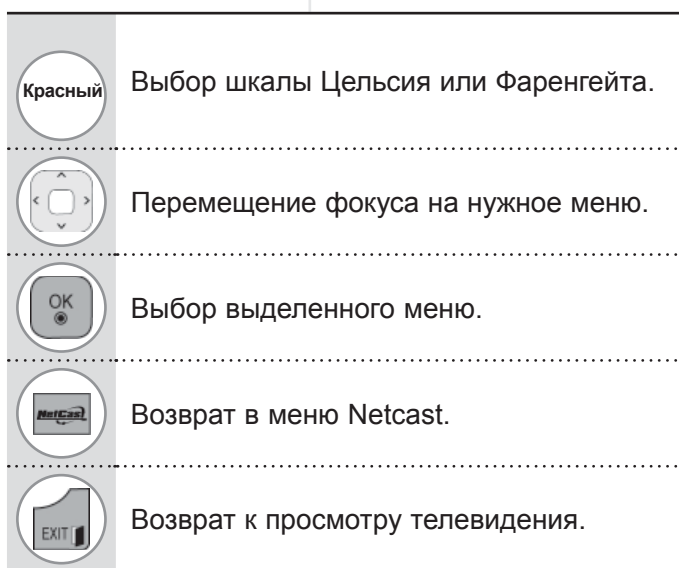 Красный
Выбор шкалы Цельсия или Фаренгейта.
Перемещение фокуса на нужное меню.
OK
Выбор выделенного меню.
NetCast
Возврат в меню Netcast.
EXIT
Возврат к просмотру телевидения.